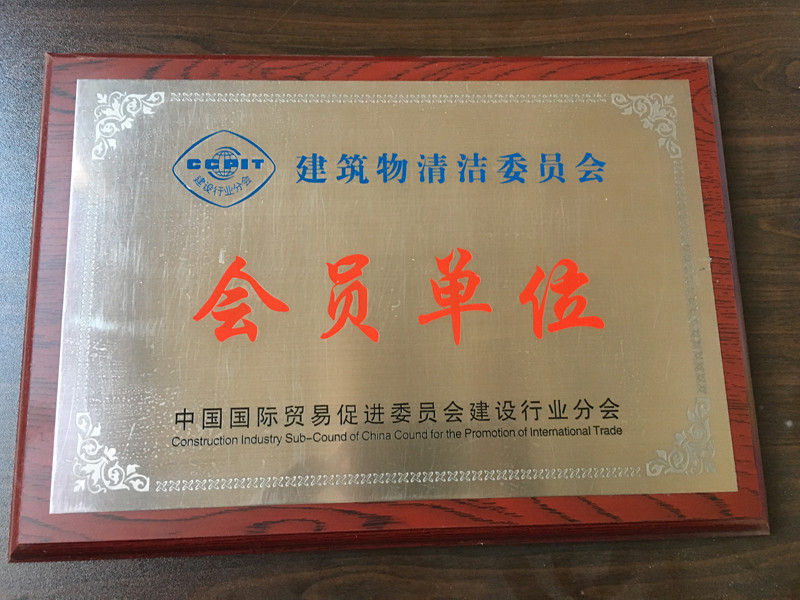 CCPIT
建设行业分会
建筑物清洁委员会
会员单位
中国国际贸易促进委员会建设行业分会
Construction Industry Sub-Cound of China Cound for the Promotion of International Trade